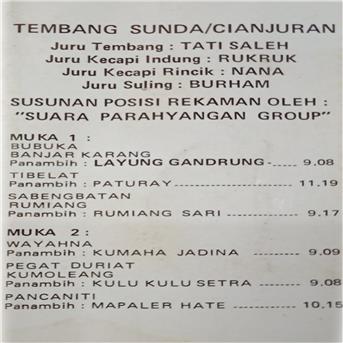 TEMBANG SUNDA/CIANJURAN
Juru Tembang : TATI SALEH
Juru Kecapi Indung : RUKRUK
Juru Kecapi Rincik : NANA
Juru Suling : BURHAM
SUSUNAN POSISI REKAMAN OLEH :
"SUARA PARAHYANGAN GROUP"
MUKA 1 :
BUBUKA
BANJAR KARANG
Panambih : LAYUNG GANDRUNG ------ 9.08
TIBELAT
Panambih : PATURAY -------------------- 11.19
SABENGBATAN
RUMIANG
Panambih : RUMIANG SARI ------------ 9.17
MUKA 2 :
WAYAHNA
Panambih : KUMAHA JADINA ---------- 9.09
PEGAT DURIAT
KUMOLEANG
Panambih : KULU KULU SETRA -------- 9.08
PANCANITI
Panambih : MAPALER HATE ----------- 10.15